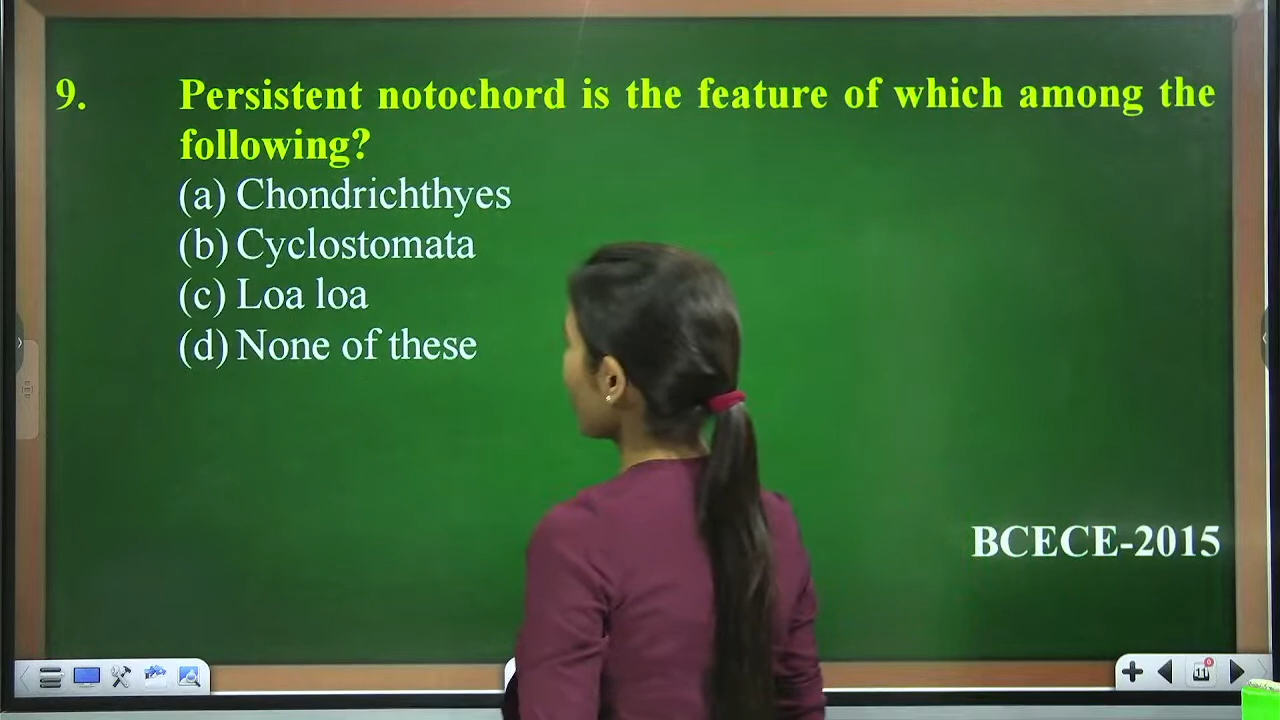 9. Persistent notochord is the feature of which among the
following?
(a) Chondrichthyes
(b) Cyclostomata
(c) Loa loa
(d) None of these
BCECE-2015